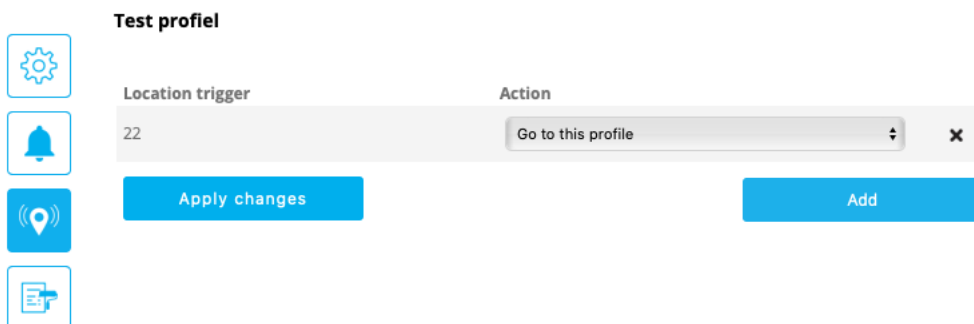 Test profiel
Location trigger Action
22 Go to this profile
Apply changes Add